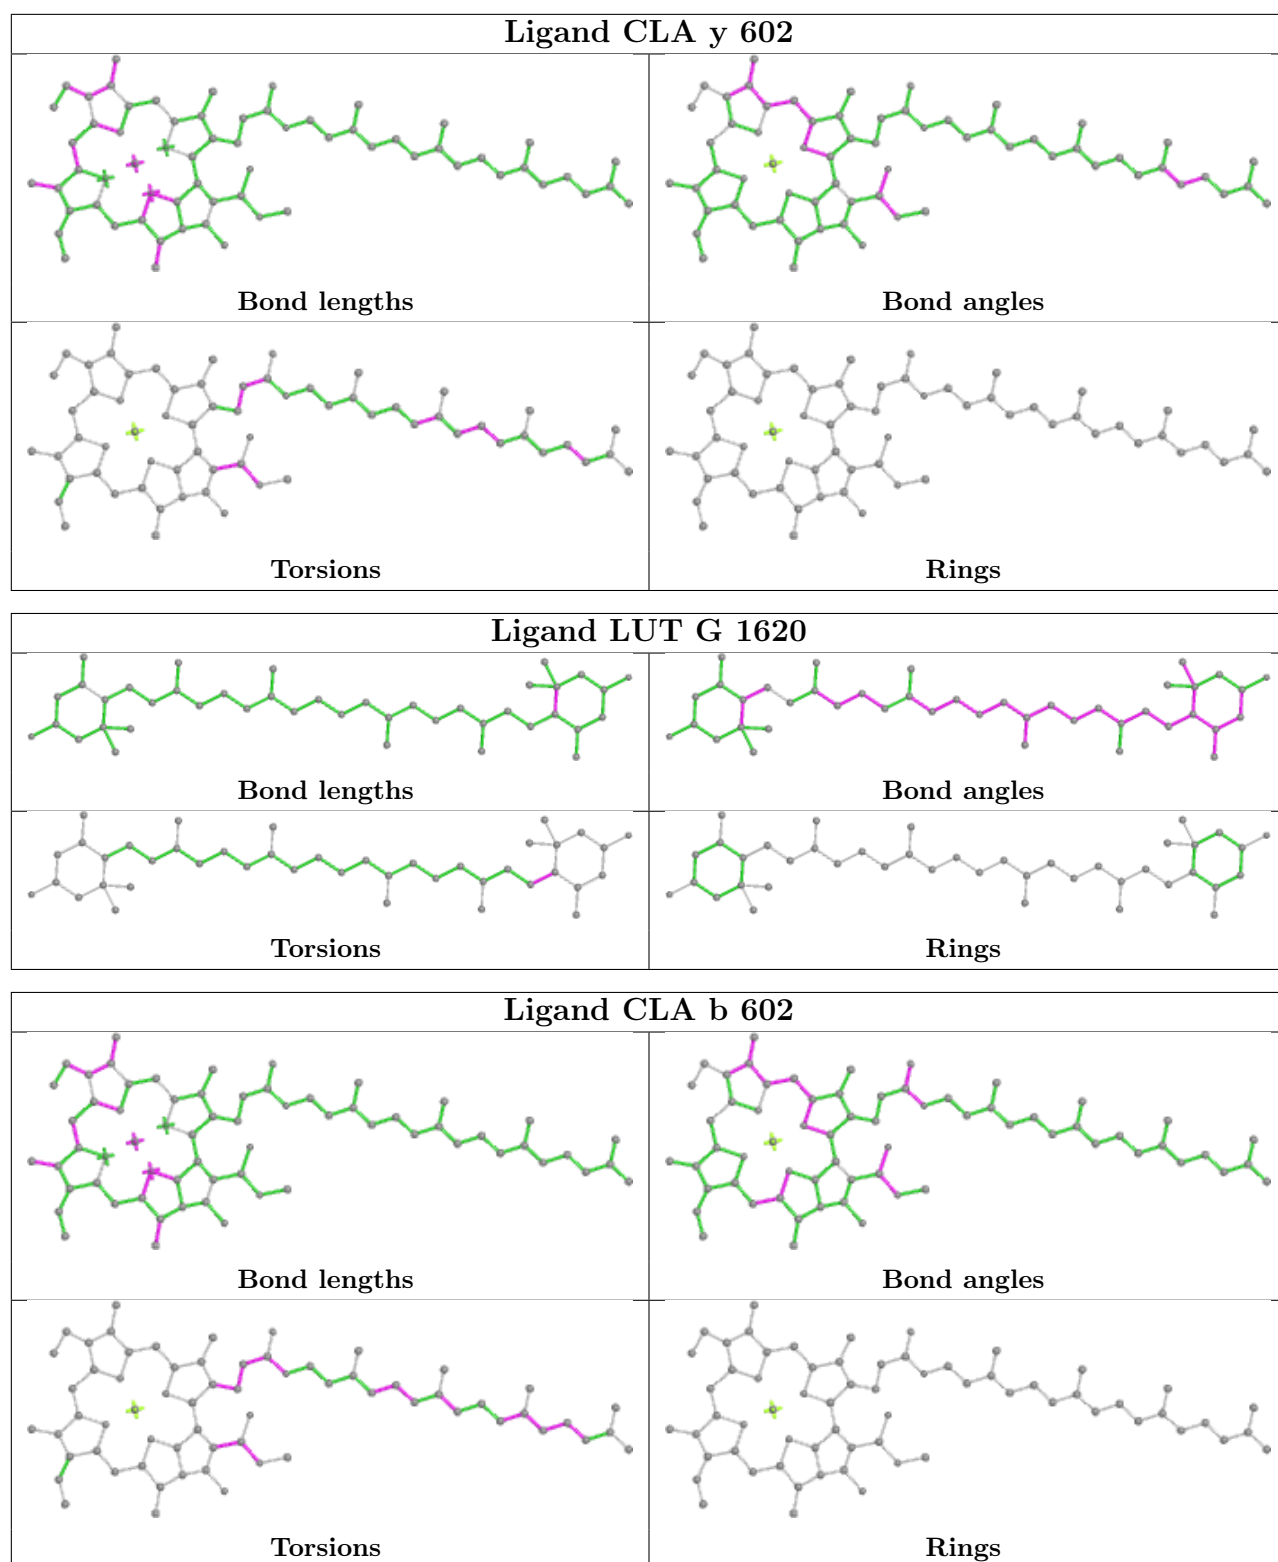 Ligand CLA y 602
Bond lengths
Bond angles
Torsions
Rings
Ligand LUT G 1620
Bond lengths
Bond angles
Torsions
Rings
Ligand CLA b 602
Bond lengths
Bond angles
Torsions
Rings